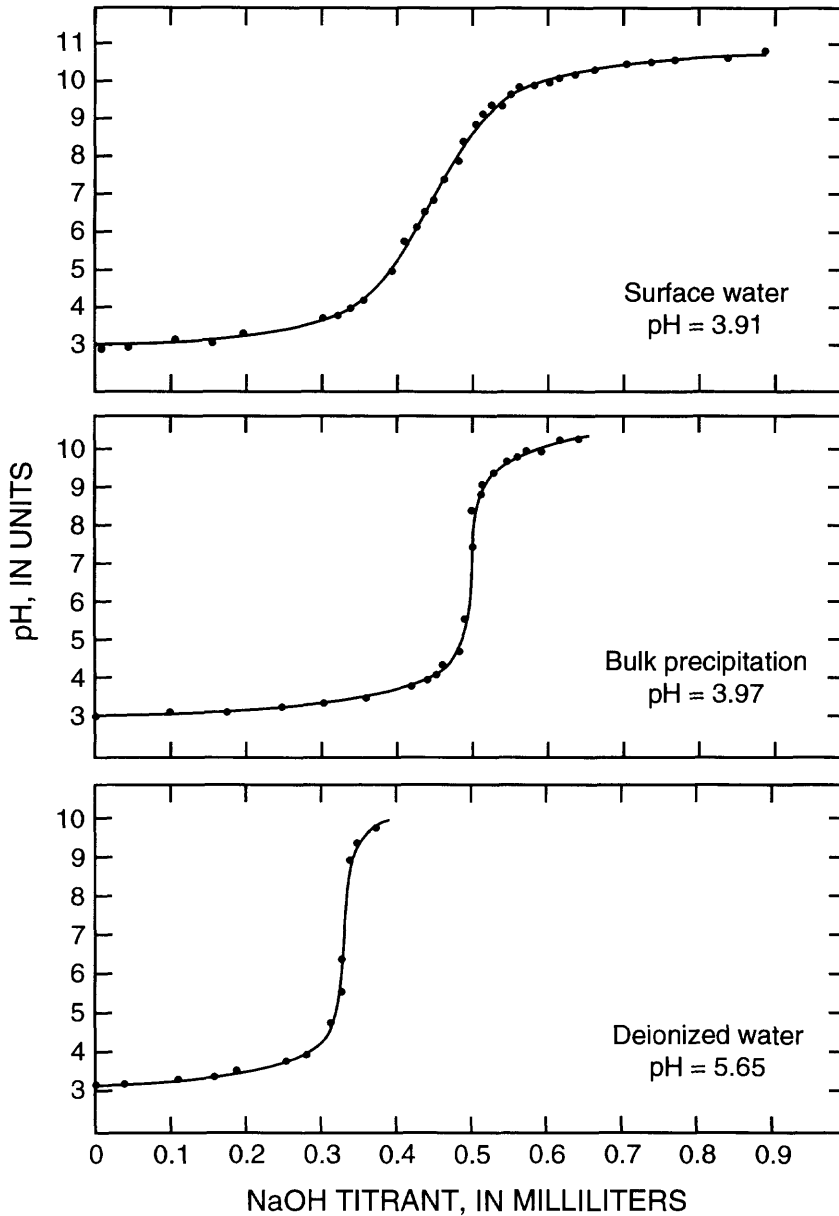 11
10
9
8
7
6
5
4
3
Surface water
pH = 3.91
10
9
8
7
6
5
4
3
Bulk precipitation
pH = 3.97
pH, IN UNITS
10
9
8
7
6
5
4
3
Deionized water
pH = 5.65
0 0.1 0.2 0.3 0.4 0.5 0.6 0.7 0.8 0.9
NaOH TITRANT, IN MILLILITERS